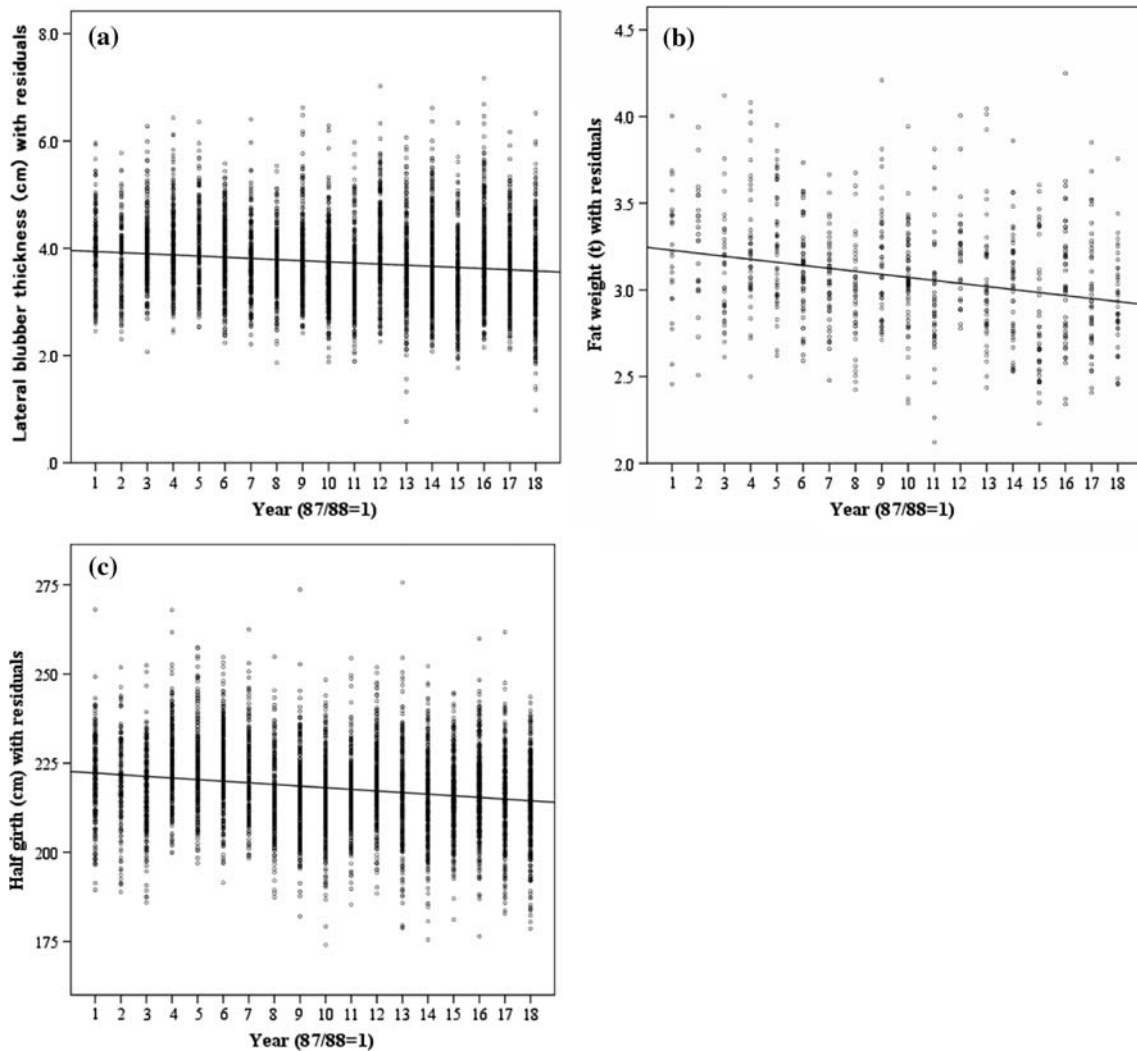 (a)
Lateral blubber thickness (cm) with residuals
8.0
6.0
4.0
2.0
.0
1 2 3 4 5 6 7 8 9 10 11 12 13 14 15 16 17 18
Year (87/88=1)
(b)
Fat weight (t) with residuals
4.5
4.0
3.5
3.0
2.5
2.0
1 2 3 4 5 6 7 8 9 10 11 12 13 14 15 16 17 18
Year (87/88=1)
(c)
Half girth (cm) with residuals
275
250
225
200
175
1 2 3 4 5 6 7 8 9 10 11 12 13 14 15 16 17 18
Year (87/88=1)